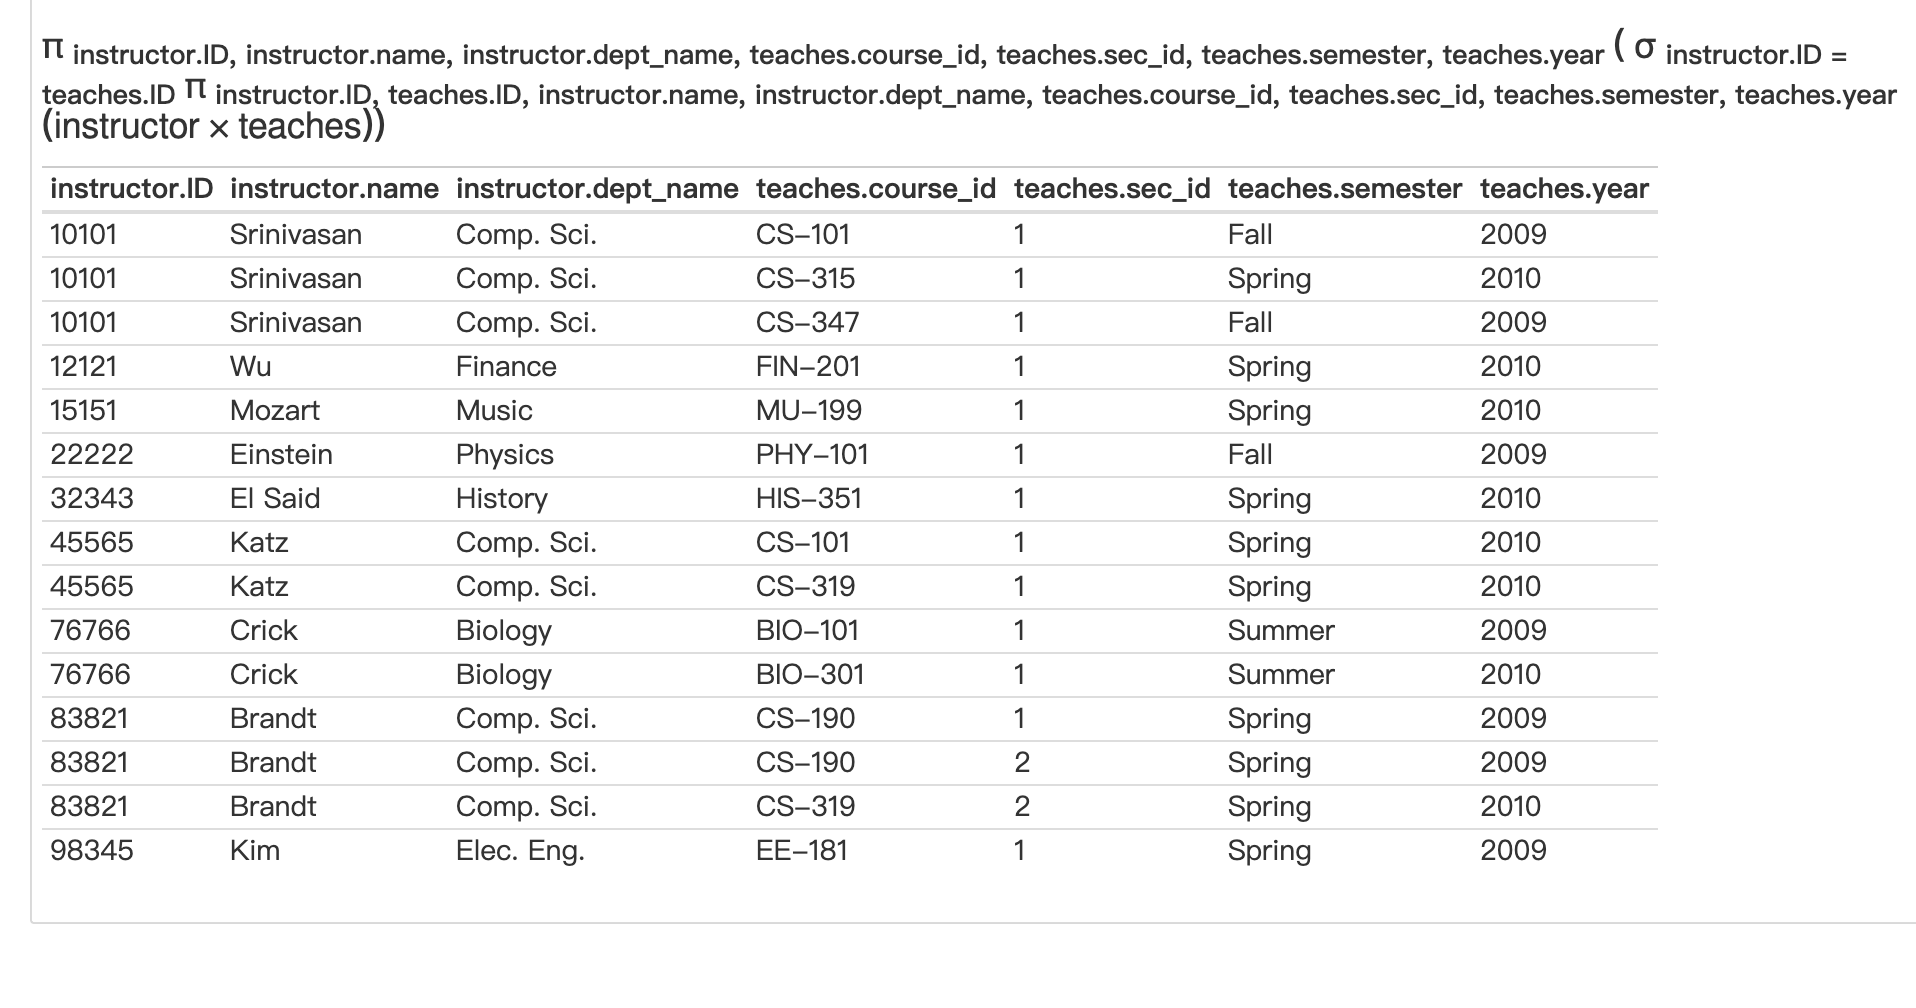 π instructor.ID, instructor.name, instructor.dept_name, teaches.course_id, teaches.sec_id, teaches.semester, teaches.year ( σ instructor.ID =
teaches.ID π instructor.ID, teaches.ID, instructor.name, instructor.dept_name, teaches.course_id, teaches.sec_id, teaches.semester, teaches.year
(instructor × teaches))
instructor.ID instructor.name instructor.dept_name teaches.course_id teaches.sec_id teaches.semester teaches.year
10101 Srinivasan Comp. Sci. CS-101 1 Fall 2009
10101 Srinivasan Comp. Sci. CS-315 1 Spring 2010
10101 Srinivasan Comp. Sci. CS-347 1 Fall 2009
12121 Wu Finance FIN-201 1 Spring 2010
15151 Mozart Music MU-199 1 Spring 2010
22222 Einstein Physics PHY-101 1 Fall 2009
32343 El Said History HIS-351 1 Spring 2010
45565 Katz Comp. Sci. CS-101 1 Spring 2010
45565 Katz Comp. Sci. CS-319 1 Spring 2010
76766 Crick Biology BIO-101 1 Summer 2009
76766 Crick Biology BIO-301 1 Summer 2010
83821 Brandt Comp. Sci. CS-190 1 Spring 2009
83821 Brandt Comp. Sci. CS-190 2 Spring 2009
83821 Brandt Comp. Sci. CS-319 2 Spring 2010
98345 Kim Elec. Eng. EE-181 1 Spring 2009